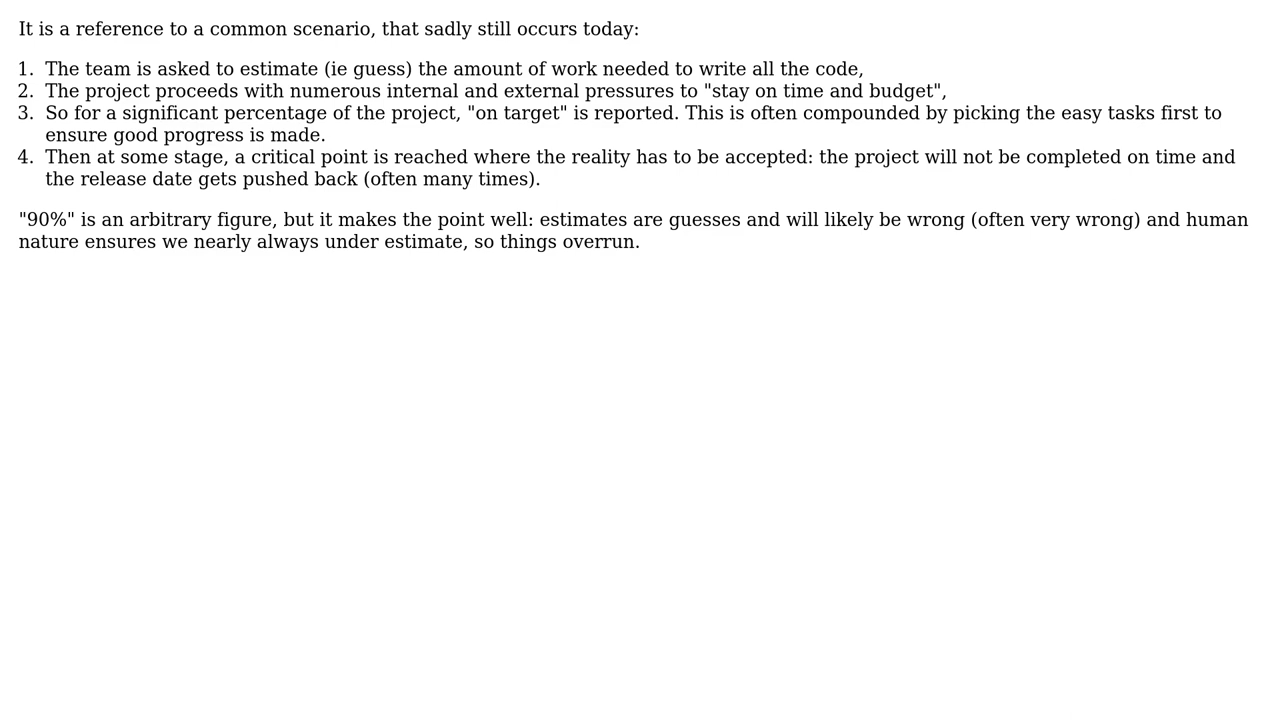 It is a reference to a common scenario, that sadly still occurs today:
1. The team is asked to estimate (ie guess) the amount of work needed to write all the code,
2. The project proceeds with numerous internal and external pressures to "stay on time and budget",
3. So for a significant percentage of the project, "on target" is reported. This is often compounded by picking the easy tasks first to
ensure good progress is made.
4. Then at some stage, a critical point is reached where the reality has to be accepted: the project will not be completed on time and
the release date gets pushed back (often many times).
"90%" is an arbitrary figure, but it makes the point well: estimates are guesses and will likely be wrong (often very wrong) and human
nature ensures we nearly always under estimate, so things overrun.